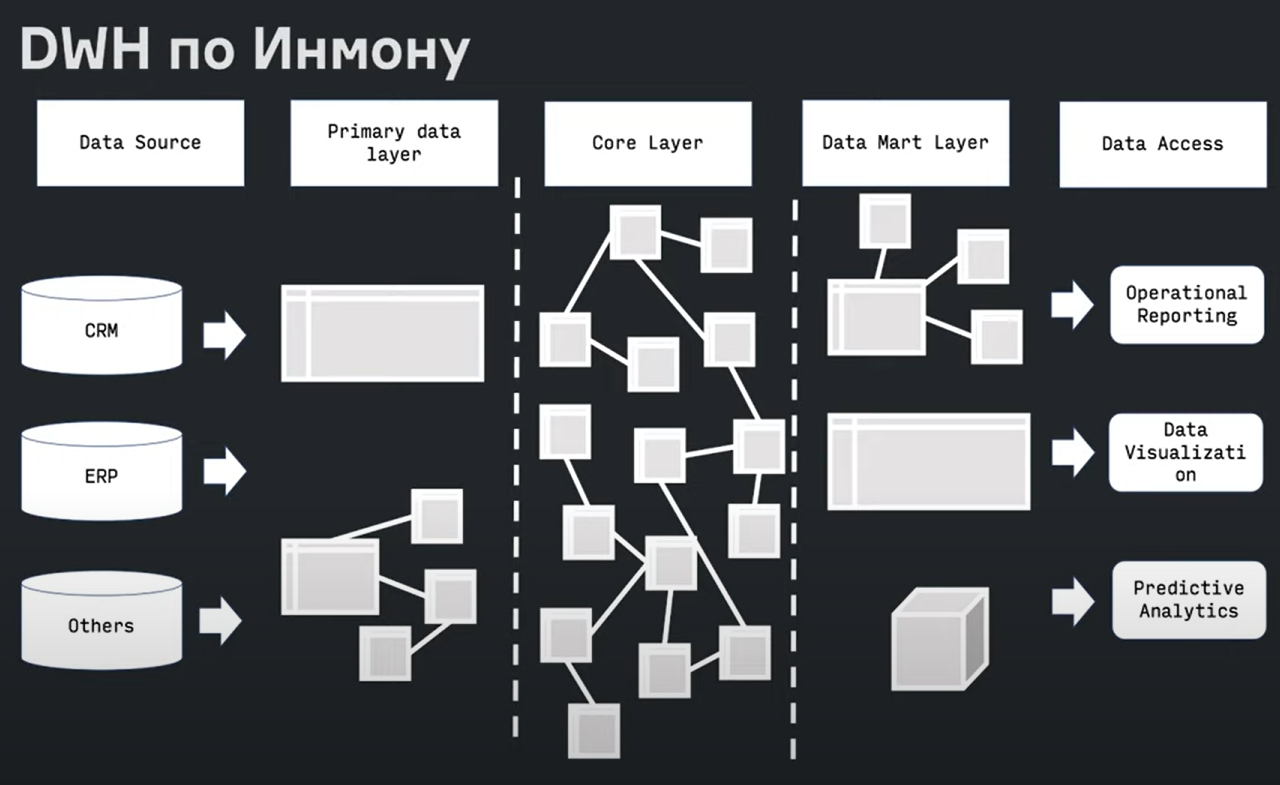 DWH по Инмону
Data Source
Primary data
layer
Core Layer
Data Mart Layer
Data Access
CRM
ERP
Others
Operational
Reporting
Data
Visualizati
on
Predictive
Analytics